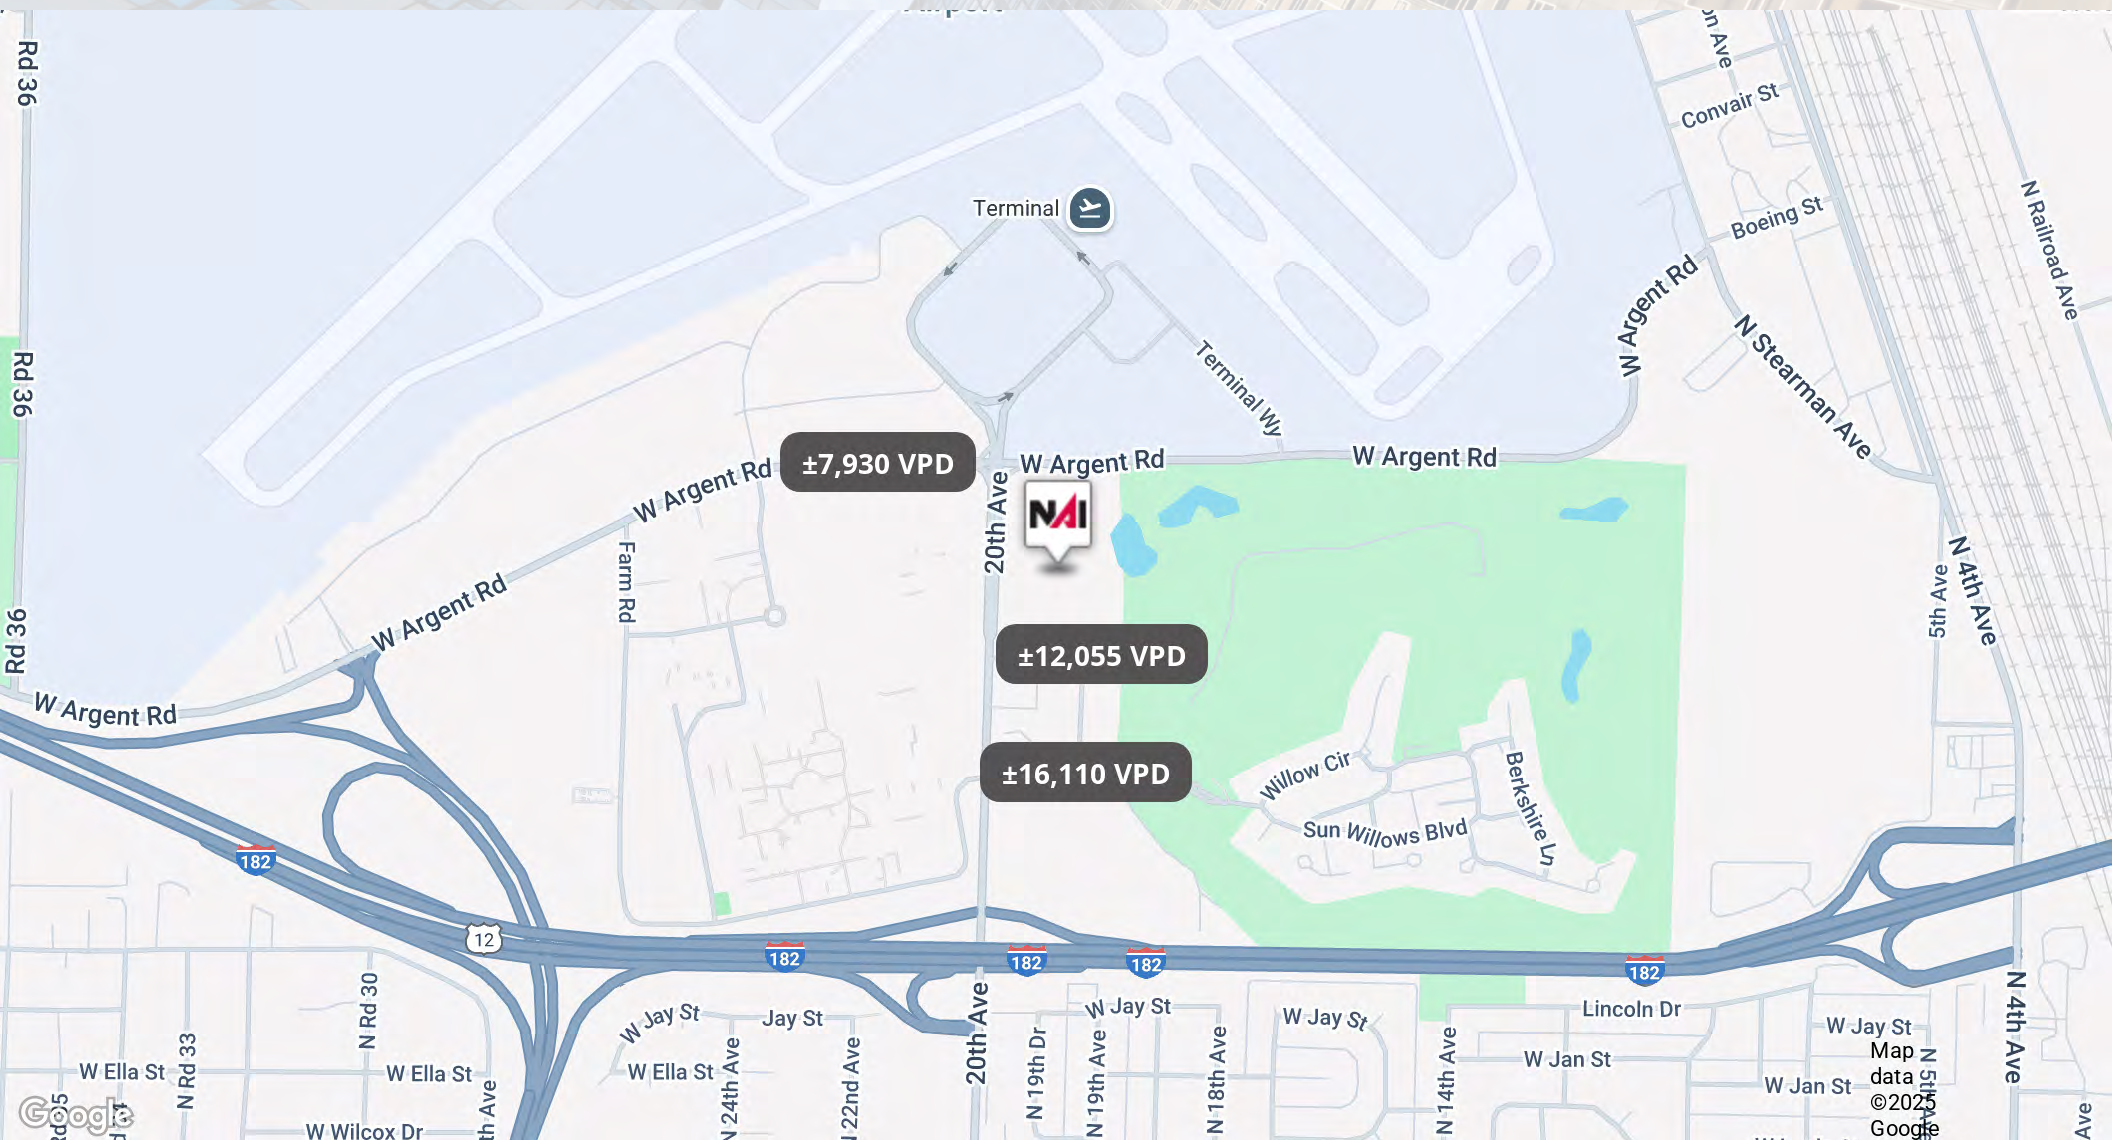 Airport
Rd 36
Convair St
Boeing St
N Railroad Ave
Terminal
W Argent Rd
N Stearman Ave
Terminal Wy
Rd 36
±7,930 VPD
W Argent Rd
W Argent Rd
W Argent Rd
20th Ave
NAI
Farm Rd
N 4th Ave
5th Ave
W Argent Rd
Rd 36
±12,055 VPD
W Argent Rd
±16,110 VPD
Willow Cir
Berkshire Ln
Sun Willows Blvd
182
12
182
182
182
182
N Rd 30
20th Ave
N 4th Ave
W Jay St
Jay St
W Jay St
W Jay St
Lincoln Dr
W Jay St
N Rd 33
W Ella St
W Ella St
W Ella St
N 24th Ave
N 19th Dr
N 19th Ave
N 18th Ave
N 14th Ave
W Jan St
W Jan St
W Wilcox Dr
Google
Map
data
©2025
Google